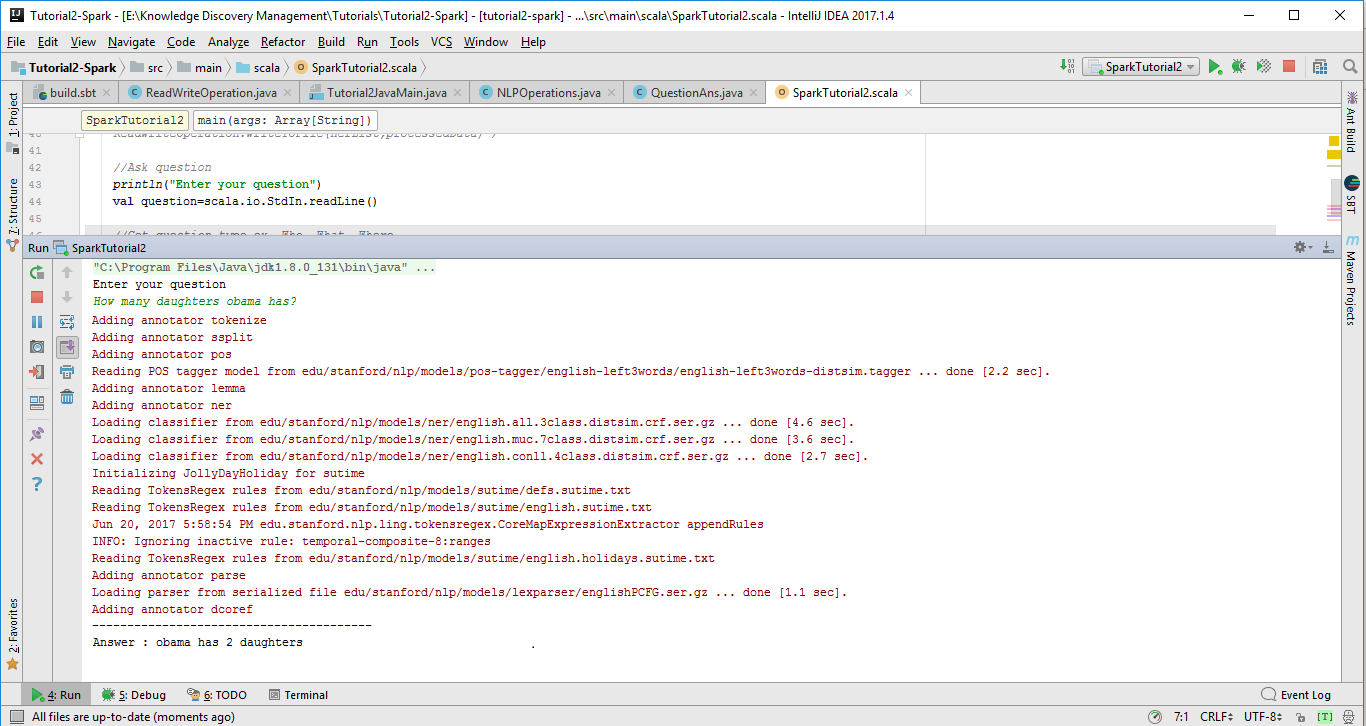 Tutorial2-Spark - [E:\Knowledge Discovery Management\Tutorials\Tutorial2-Spark] - [tutorial2-spark] - ...\src\main\scala\SparkTutorial2.scala - IntelliJ IDEA 2017.1.4
File Edit View Navigate Code Analyze Refactor Build Run Tools VCS Window Help
Tutorial2-Spark src main scala SparkTutorial2.scala SparkTutorial2
build.sbt ReadWriteOperation.java Tutorial2JavaMain.java NLPOperations.java QuestionAns.java SparkTutorial2.scala
SparkTutorial2 main(args: Array[String])
1: Project
7: Structure
2: Favorites
Ant Build
SBT
Maven Projects
40 ReadWriteOperation.writeToFile(nerList,processedData)*/
41
42 //Ask question
43 println("Enter your question")
44 val question=scala.io.StdIn.readLine()
45
46
Run SparkTutorial2
"C:\Program Files\Java\jdk1.8.0_131\bin\java" ...
Enter your question
How many daughters obama has?
Adding annotator tokenize
Adding annotator ssplit
Adding annotator pos
Reading POS tagger model from edu/stanford/nlp/models/pos-tagger/english-left3words/english-left3words-distsim.tagger ... done [2.2 sec].
Adding annotator lemma
Adding annotator ner
Loading classifier from edu/stanford/nlp/models/ner/english.all.3class.distsim.crf.ser.gz ... done [4.6 sec].
Loading classifier from edu/stanford/nlp/models/ner/english.muc.7class.distsim.crf.ser.gz ... done [3.6 sec].
Loading classifier from edu/stanford/nlp/models/ner/english.conll.4class.distsim.crf.ser.gz ... done [2.7 sec].
Initializing JollyDayHoliday for sutime
Reading TokensRegex rules from edu/stanford/nlp/models/sutime/defs.sutime.txt
Reading TokensRegex rules from edu/stanford/nlp/models/sutime/english.sutime.txt
Jun 20, 2017 5:58:54 PM edu.stanford.nlp.ling.tokensregex.CoreMapExpressionExtractor appendRules
INFO: Ignoring inactive rule: temporal-composite-8:ranges
Reading TokensRegex rules from edu/stanford/nlp/models/sutime/english.holidays.sutime.txt
Adding annotator parse
Loading parser from serialized file edu/stanford/nlp/models/lexparser/englishPCFG.ser.gz ... done [1.1 sec].
Adding annotator dcoref
----------------------------------------
Answer : obama has 2 daughters .
4: Run 5: Debug 6: TODO Terminal Event Log
All files are up-to-date (moments ago) 7:1 CRLF UTF-8 [T]